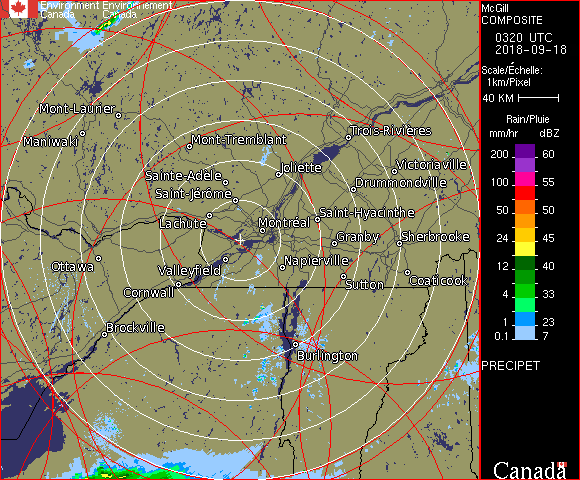 Environment Environnement
Canada Canada
Mont-Laurier
Maniwaki
Mont-Tremblant
Trois-Rivières
Sainte-Adèle
Joliette
Victoriaville
Saint-Jérôme
Drummondville
Lachute
Montréal
Saint-Hyacinthe
Granby
Sherbrooke
Ottawa
Valleyfield
Napierville
Cornwall
Sutton
Coaticook
Brockville
Burlington
McGill
COMPOSITE
0320 UTC
2018-09-18
Scale/Échelle:
1km/Pixel
40 KM
Rain/Pluie
mm/hr dBZ
200 60
100 55
50 50
24 45
12 40
4 33
1 23
0.1 7
PRECIPET
Canada